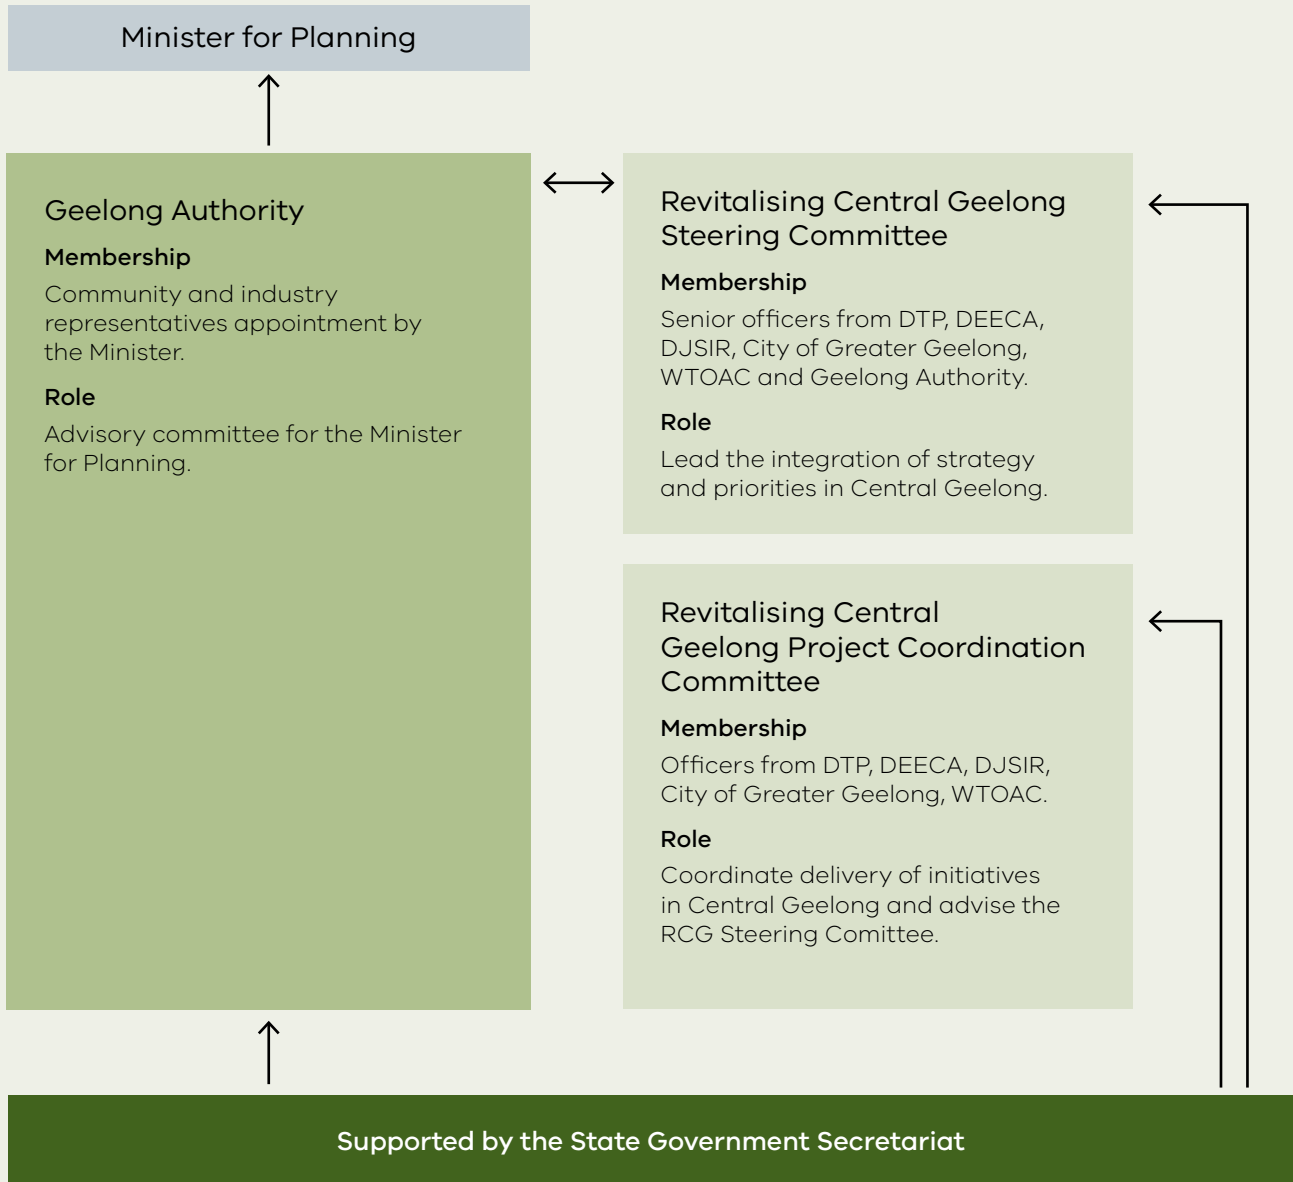 Minister for Planning
Geelong Authority
Membership
Community and industry
representatives appointment by
the Minister.
Role
Advisory committee for the Minister
for Planning.
Revitalising Central Geelong
Steering Committee
Membership
Senior officers from DTP, DEECA,
DJSIR, City of Greater Geelong,
WTOAC and Geelong Authority.
Role
Lead the integration of strategy
and priorities in Central Geelong.
Revitalising Central
Geelong Project Coordination
Committee
Membership
Officers from DTP, DEECA, DJSIR,
City of Greater Geelong, WTOAC.
Role
Coordinate delivery of initiatives
in Central Geelong and advise the
RCG Steering Comittee.
Supported by the State Government Secretariat